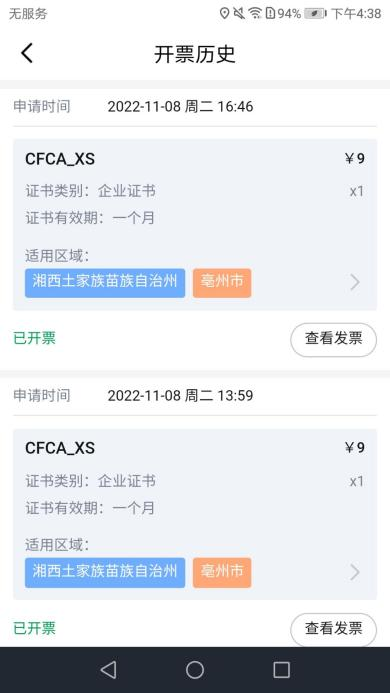 无服务 94% 下午4:38
开票历史
申请时间 2022-11-08 周二 16:46
CFCA_XS ￥9
证书类别：企业证书 x1
证书有效期：一个月
适用区域：
湘西土家族苗族自治州 亳州市
已开票 查看发票
申请时间 2022-11-08 周二 13:59
CFCA_XS ￥9
证书类别：企业证书 x1
证书有效期：一个月
适用区域：
湘西土家族苗族自治州 亳州市
已开票 查看发票